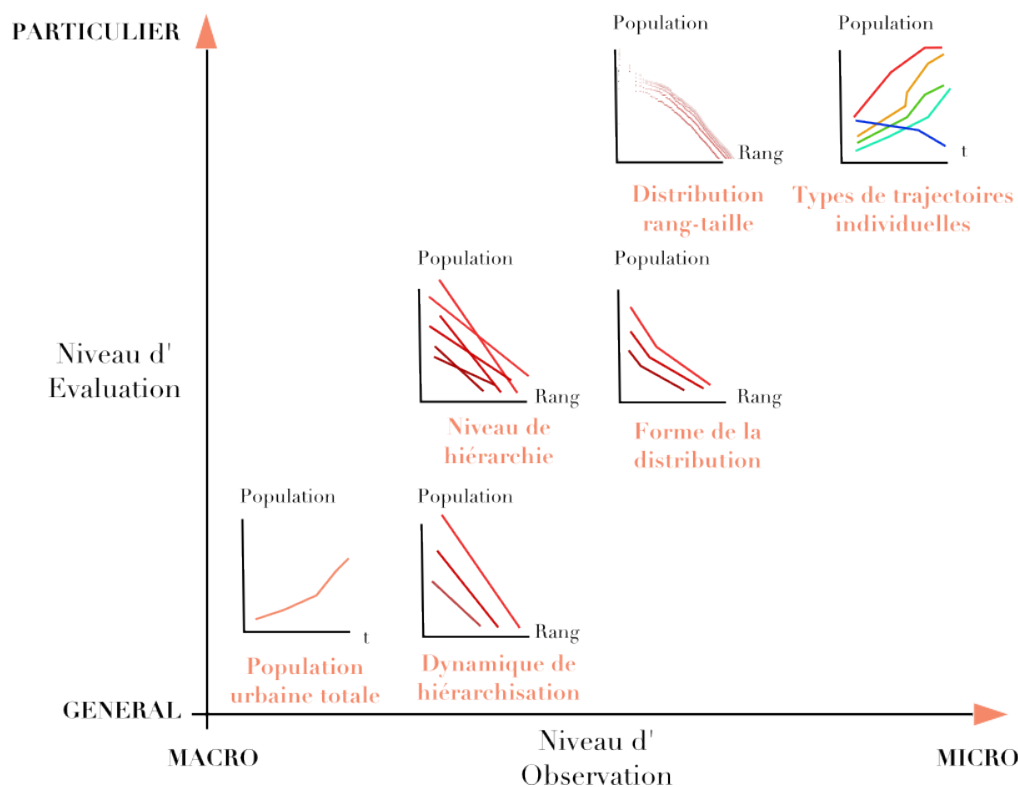 PARTICULIER
Population
Population
Rang
t
Distribution
rang-taille
Types de trajectoires
individuelles
Population
Population
Niveau d'
Evaluation
Rang
Rang
Niveau de
hiérarchie
Forme de la
distribution
Population
Population
t
Rang
Population
urbaine totale
Dynamique de
hiérarchisation
GENERAL
MACRO
Niveau d'
Observation
MICRO